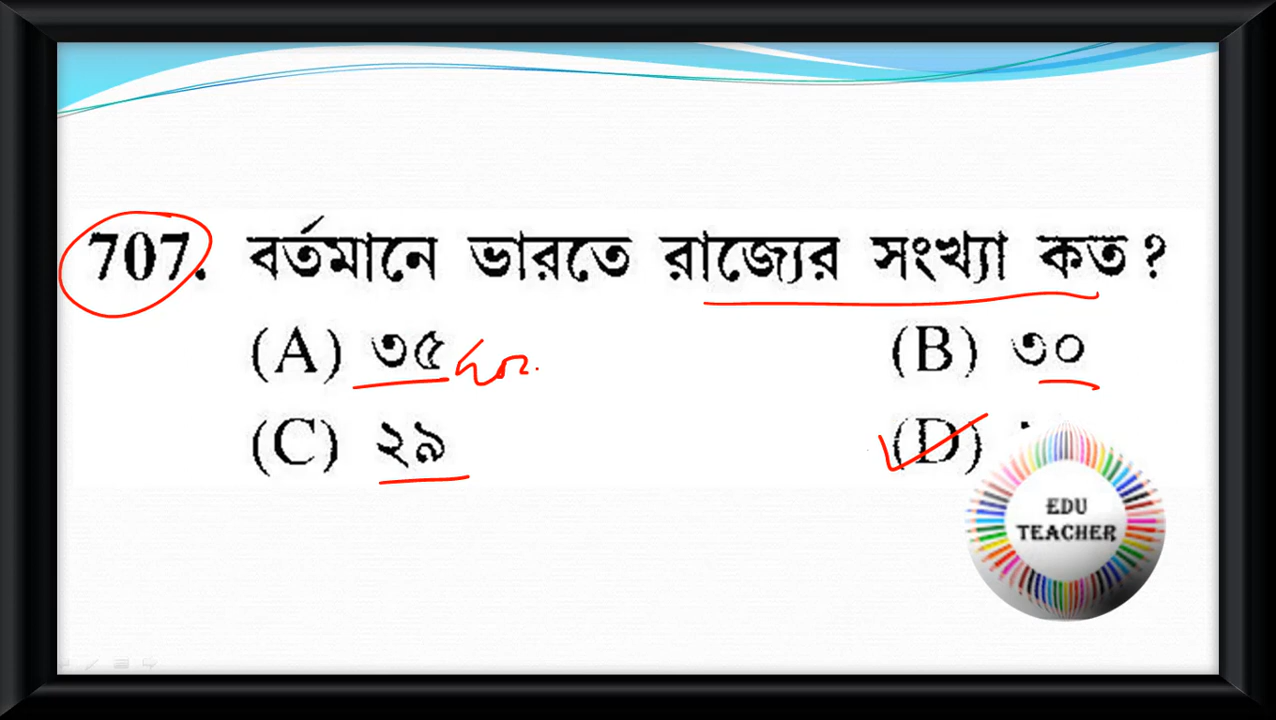 707. বর্তমানে ভারতে রাজ্যের সংখ্যা কত?
(A) ৩৫ (B) ৩০
(C) ২৯ (D)
EDU
TEACHER